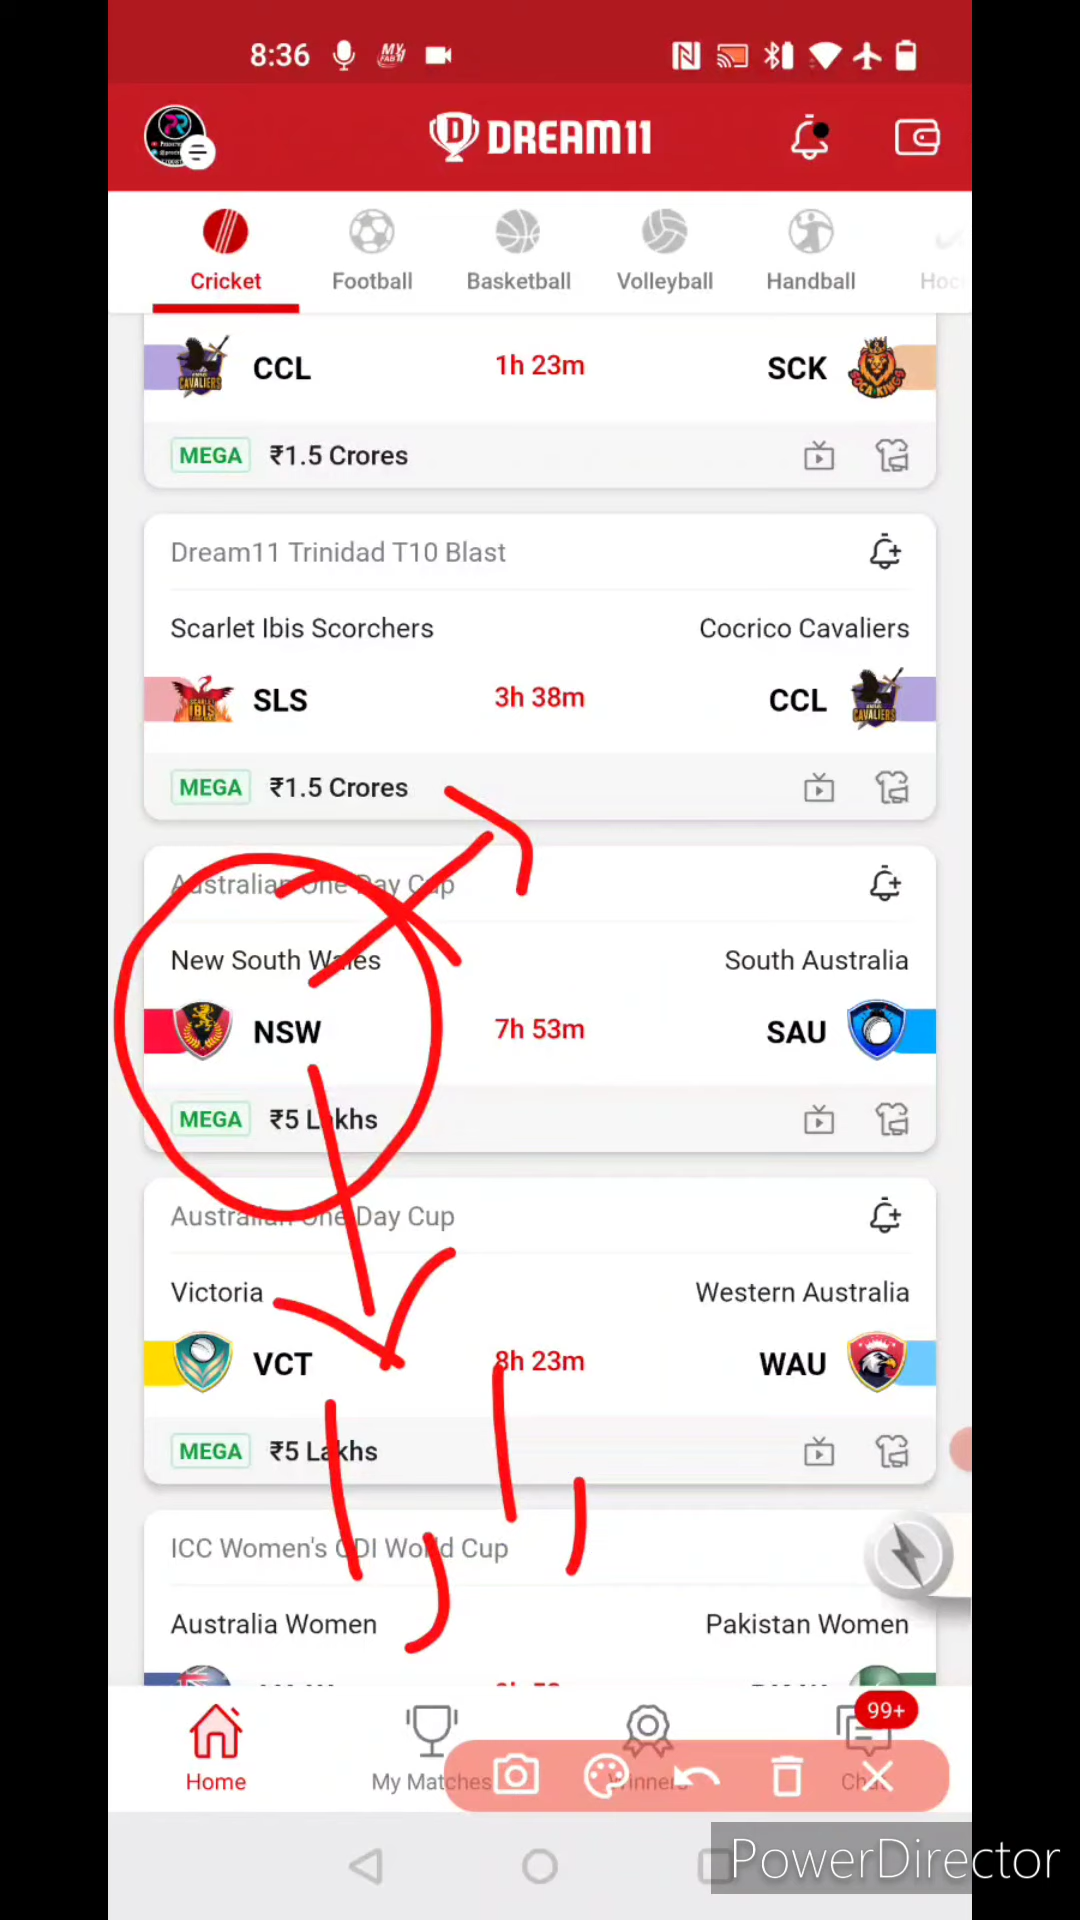 8:36
MY FAB 11
DREAM11
Cricket Football Basketball Volleyball Handball
CCL 1h 23m SCK
MEGA ₹1.5 Crores
Dream11 Trinidad T10 Blast
Scarlet Ibis Scorchers Cocrico Cavaliers
SLS 3h 38m CCL
MEGA ₹1.5 Crores
Australian One Day Cup
New South Wales South Australia
NSW 7h 53m SAU
MEGA ₹5 Lakhs
Australian One Day Cup
Victoria Western Australia
VCT 8h 23m WAU
MEGA ₹5 Lakhs
ICC Women's ODI World Cup
Australia Women Pakistan Women
99+
Home My Matches Winners
PowerDirector